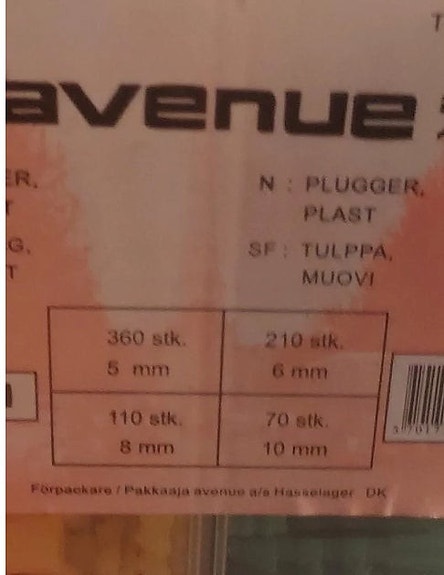 avenue
ER,
N : PLUGGER,
PLAST
G,
SF : TULPPA,
T
MUOVI
360 stk.
210 stk.
5 mm
6 mm
110 stk.
70 stk.
8 mm
10 mm
Förpackare / Pakkaaja avenue a/s Hasselager DK